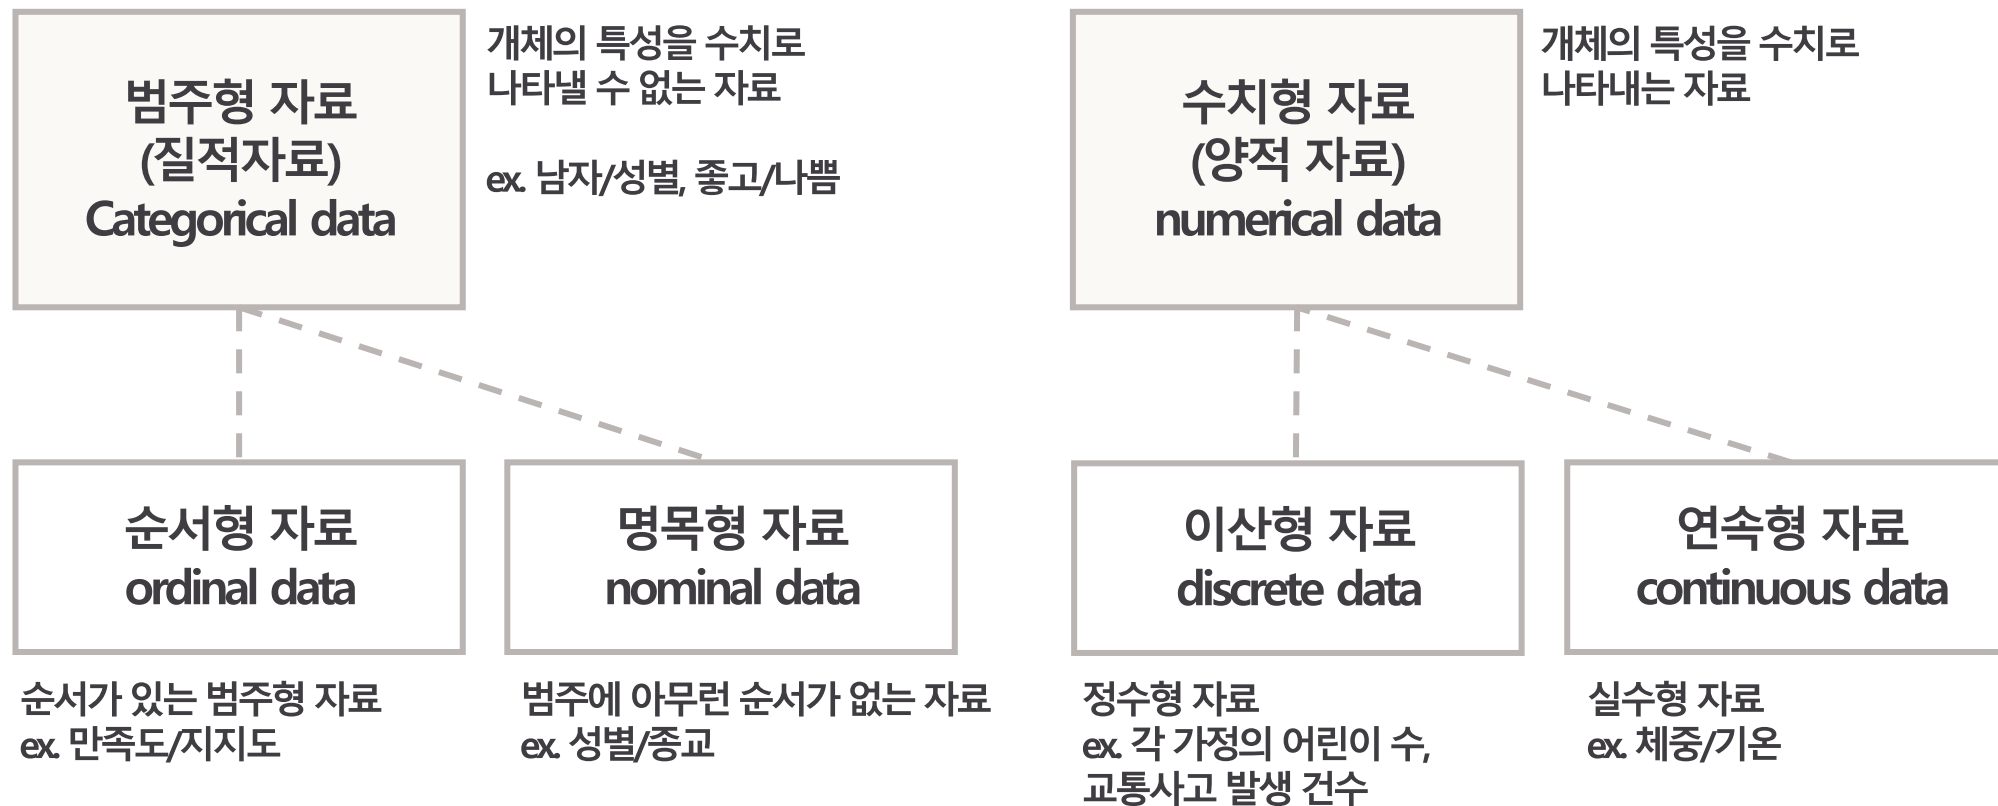 범주형 자료
(질적자료)
Categorical data
개체의 특성을 수치로
나타낼 수 없는 자료
ex. 남자/성별, 좋고/나쁨
수치형 자료
(양적 자료)
numerical data
개체의 특성을 수치로
나타내는 자료
순서형 자료
ordinal data
명목형 자료
nominal data
이산형 자료
discrete data
연속형 자료
continuous data
순서가 있는 범주형 자료
ex. 만족도/지지도
범주에 아무런 순서가 없는 자료
ex. 성별/종교
정수형 자료
ex. 각 가정의 어린이 수,
교통사고 발생 건수
실수형 자료
ex. 체중/기온